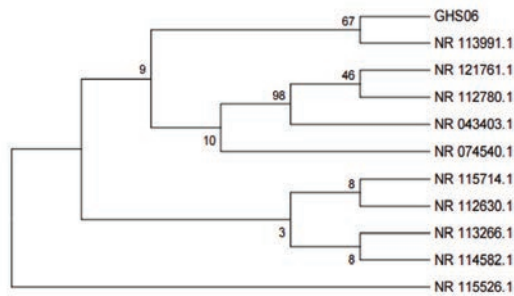 GHS06
67
NR 113991.1
9
NR 121761.1
46
NR 112780.1
98
NR 043403.1
10
NR 074540.1
NR 115714.1
8
NR 112630.1
3
NR 113266.1
8
NR 114582.1
NR 115526.1